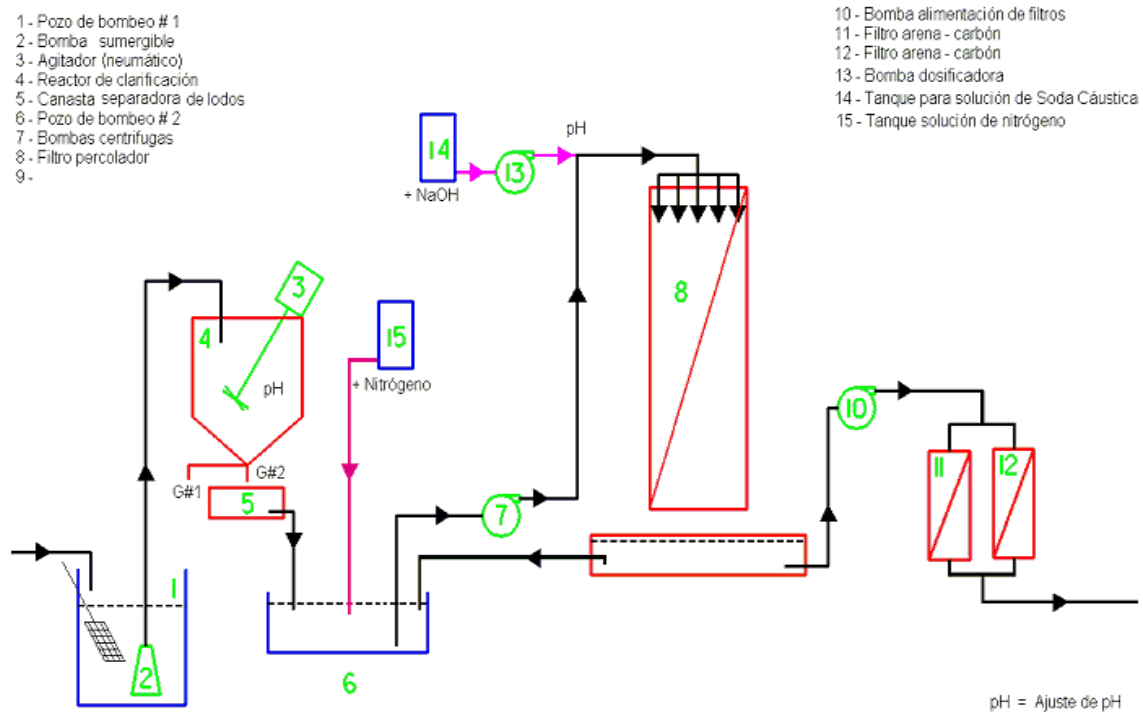 1 - Pozo de bombeo # 1
2 - Bomba sumergible
3 - Agitador (neumático)
4 - Reactor de clarificación
5 - Canasta separadora de lodos
6 - Pozo de bombeo # 2
7 - Bombas centrifugas
8 - Filtro percolador
9 -
10 - Bomba alimentación de filtros
11 - Filtro arena - carbón
12 - Filtro arena - carbón
13 - Bomba dosificadora
14 - Tanque para solución de Soda Cáustica
15 - Tanque solución de nitrógeno
14
+ NaOH
13
pH
8
3
4
pH
15
+ Nitrógeno
G#1
G#2
5
7
10
11
12
1
2
6
pH = Ajuste de pH